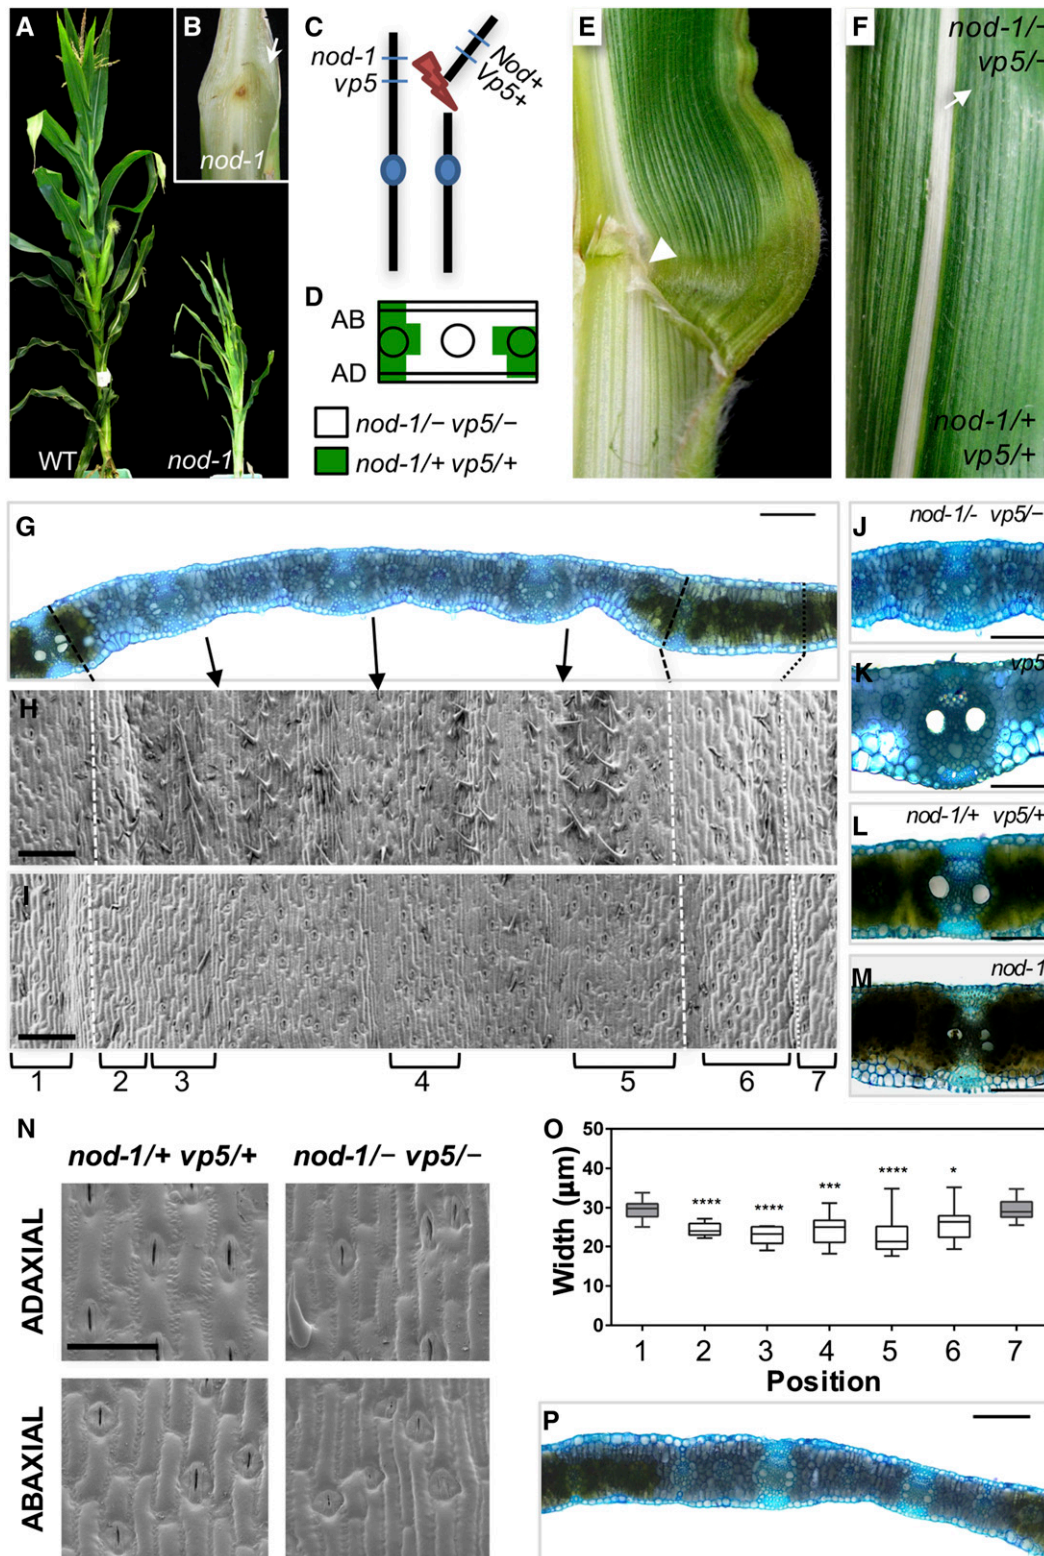 A
WT
nod-1
B
nod-1
C
nod-1
vp5
Nod+
Vp5+
D
AB
AD
nod-1/− vp5/−
nod-1/+ vp5/+
E
F
nod-1/−
vp5/−
nod-1/+
vp5/+
G
H
I
1 2 3 4 5 6 7
J
nod-1/- vp5/−
K
vp5
L
nod-1/+ vp5/+
M
nod-1
N
nod-1/+ vp5/+ nod-1/− vp5/−
ADAXIAL
ABAXIAL
O
Width (μm)
50
40
30
20
10
0
**** **** *** **** *
1 2 3 4 5 6 7
Position
P